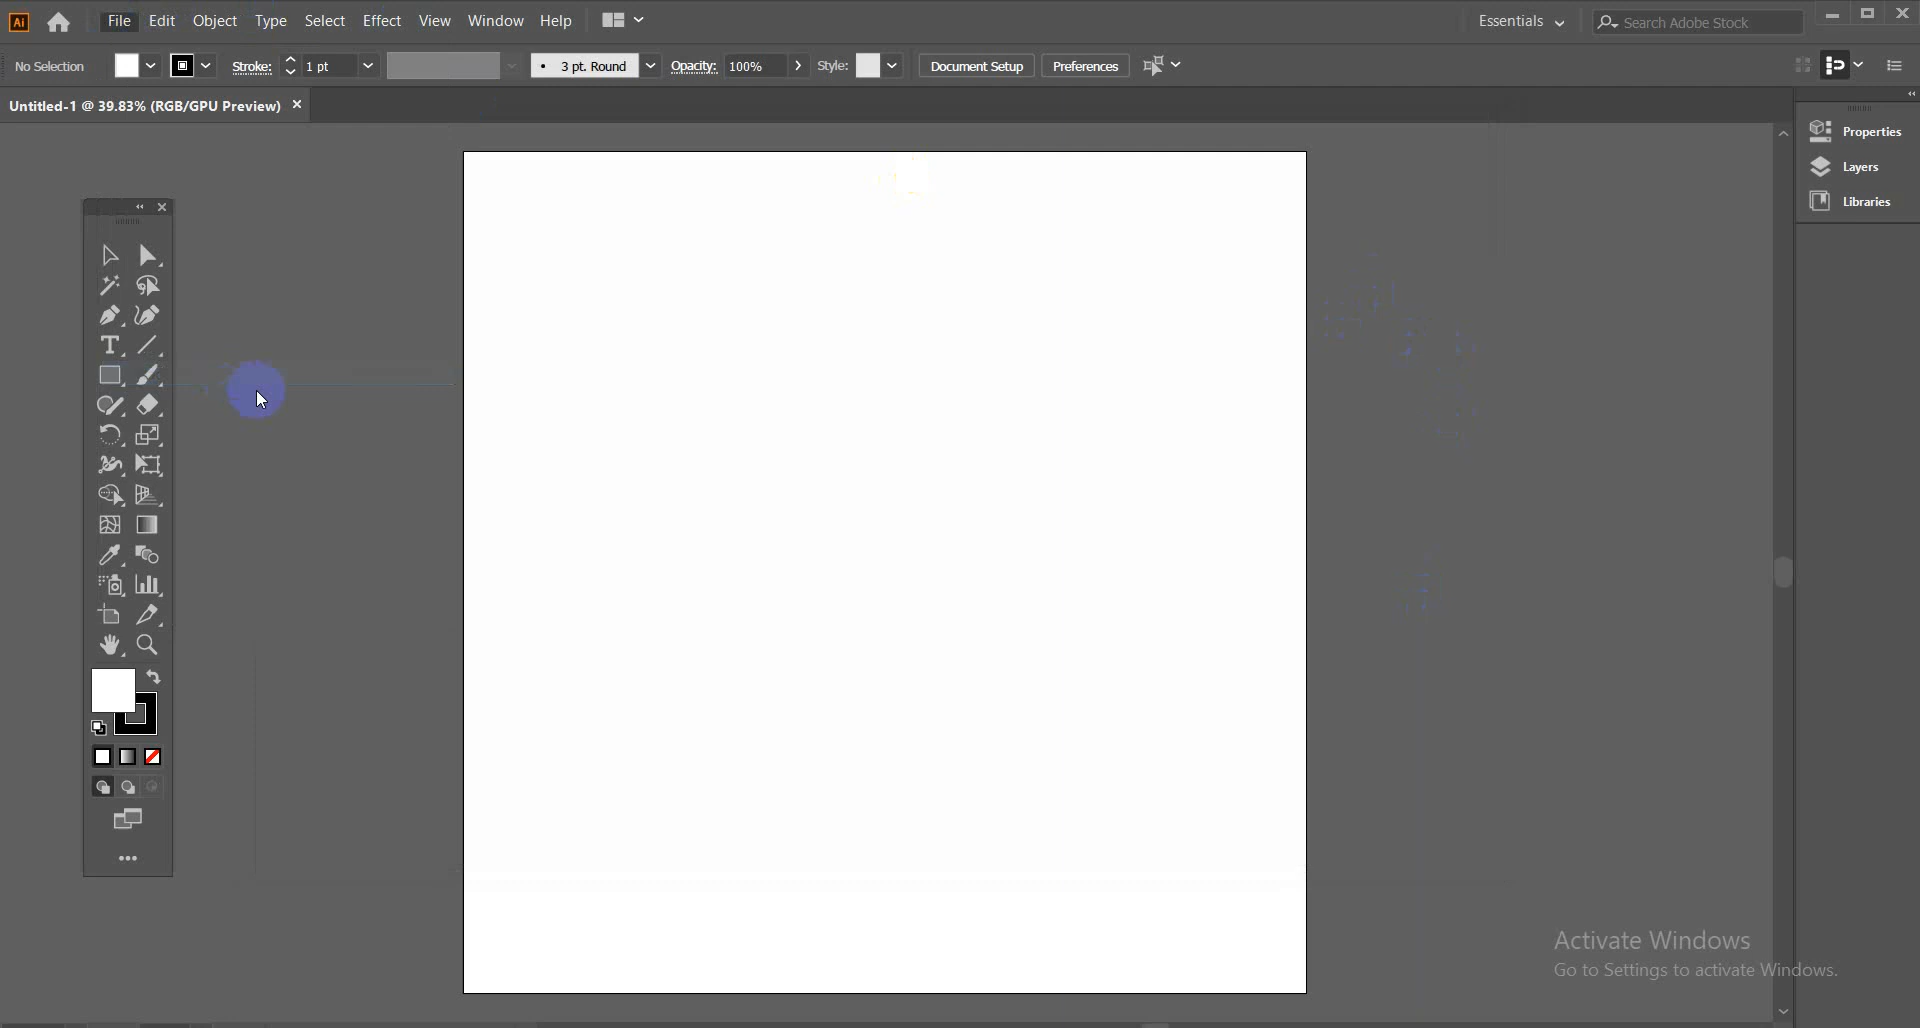 Ai File Edit Object Type Select Effect View Window Help Essentials Search Adobe Stock
No Selection Stroke: 1 pt 3 pt. Round Opacity: 100% Style: Document Setup Preferences
Untitled-1 @ 39.83% (RGB/GPU Preview)
Properties
Layers
Libraries
Activate Windows
Go to Settings to activate Windows.